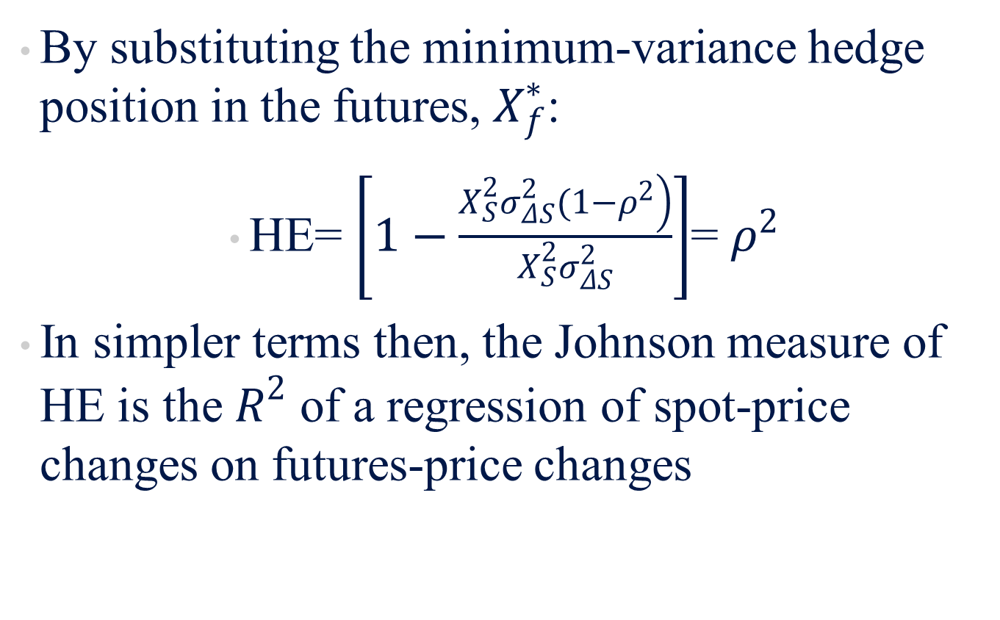 • By substituting the minimum-variance hedge
position in the futures, $X_f^*$:
• HE= $\left[1 - \frac{X_S^2 \sigma_{\Delta S}^2 (1-\rho^2)}{X_S^2 \sigma_{\Delta S}^2}\right]$= $\rho^2$
• In simpler terms then, the Johnson measure of
HE is the $R^2$ of a regression of spot-price
changes on futures-price changes